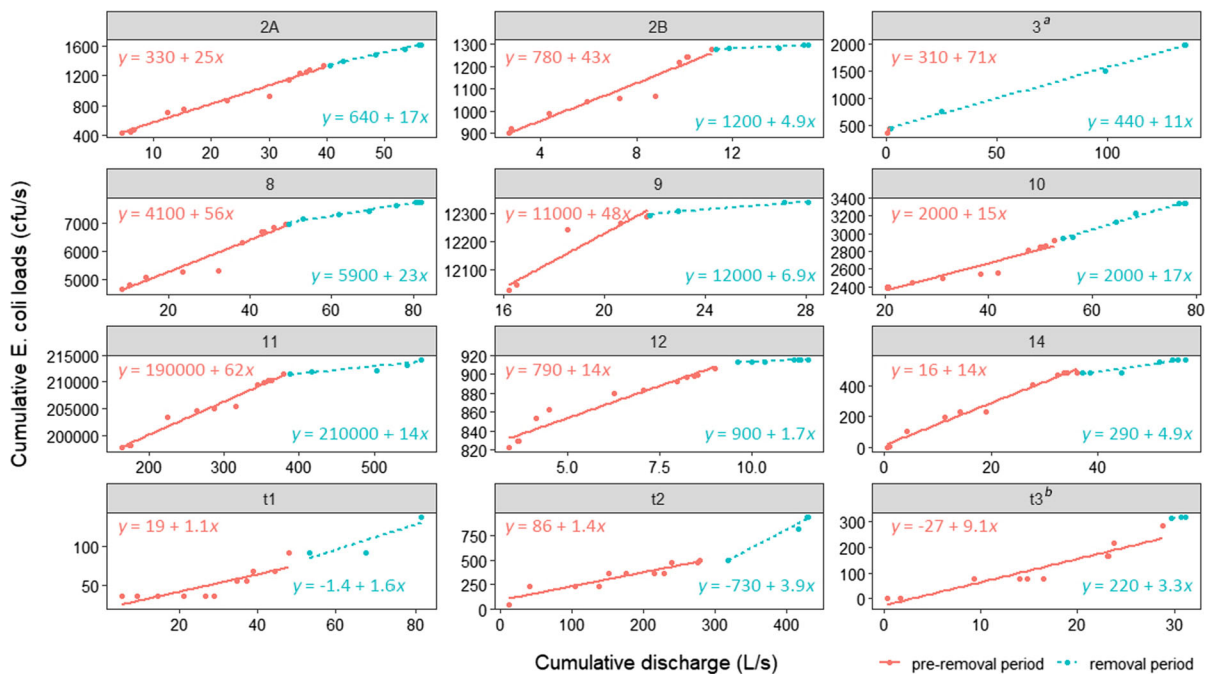 2A
2B
3 a
1600
1200
800
400
y = 330 + 25x
y = 640 + 17x
10 20 30 40 50
1300
1200
1100
1000
900
y = 780 + 43x
y = 1200 + 4.9x
4 8 12
2000
1500
1000
500
y = 310 + 71x
y = 440 + 11x
0 50 100
8
9
10
7000
6000
5000
y = 4100 + 56x
y = 5900 + 23x
20 40 60 80
12300
12200
12100
y = 11000 + 48x
y = 12000 + 6.9x
16 20 24 28
3400
3200
3000
2800
2600
2400
y = 2000 + 15x
y = 2000 + 17x
20 40 60 80
11
12
14
215000
210000
205000
200000
y = 190000 + 62x
y = 210000 + 14x
200 300 400 500
920
900
880
860
840
820
y = 790 + 14x
y = 900 + 1.7x
5.0 7.5 10.0
400
200
0
y = 16 + 14x
y = 290 + 4.9x
0 20 40
t1
t2
t3 b
100
50
y = 19 + 1.1x
y = -1.4 + 1.6x
20 40 60 80
750
500
250
0
y = 86 + 1.4x
y = -730 + 3.9x
0 100 200 300 400
300
200
100
0
y = -27 + 9.1x
y = 220 + 3.3x
0 10 20 30
Cumulative E. coli loads (cfu/s)
Cumulative discharge (L/s)
pre-removal period removal period